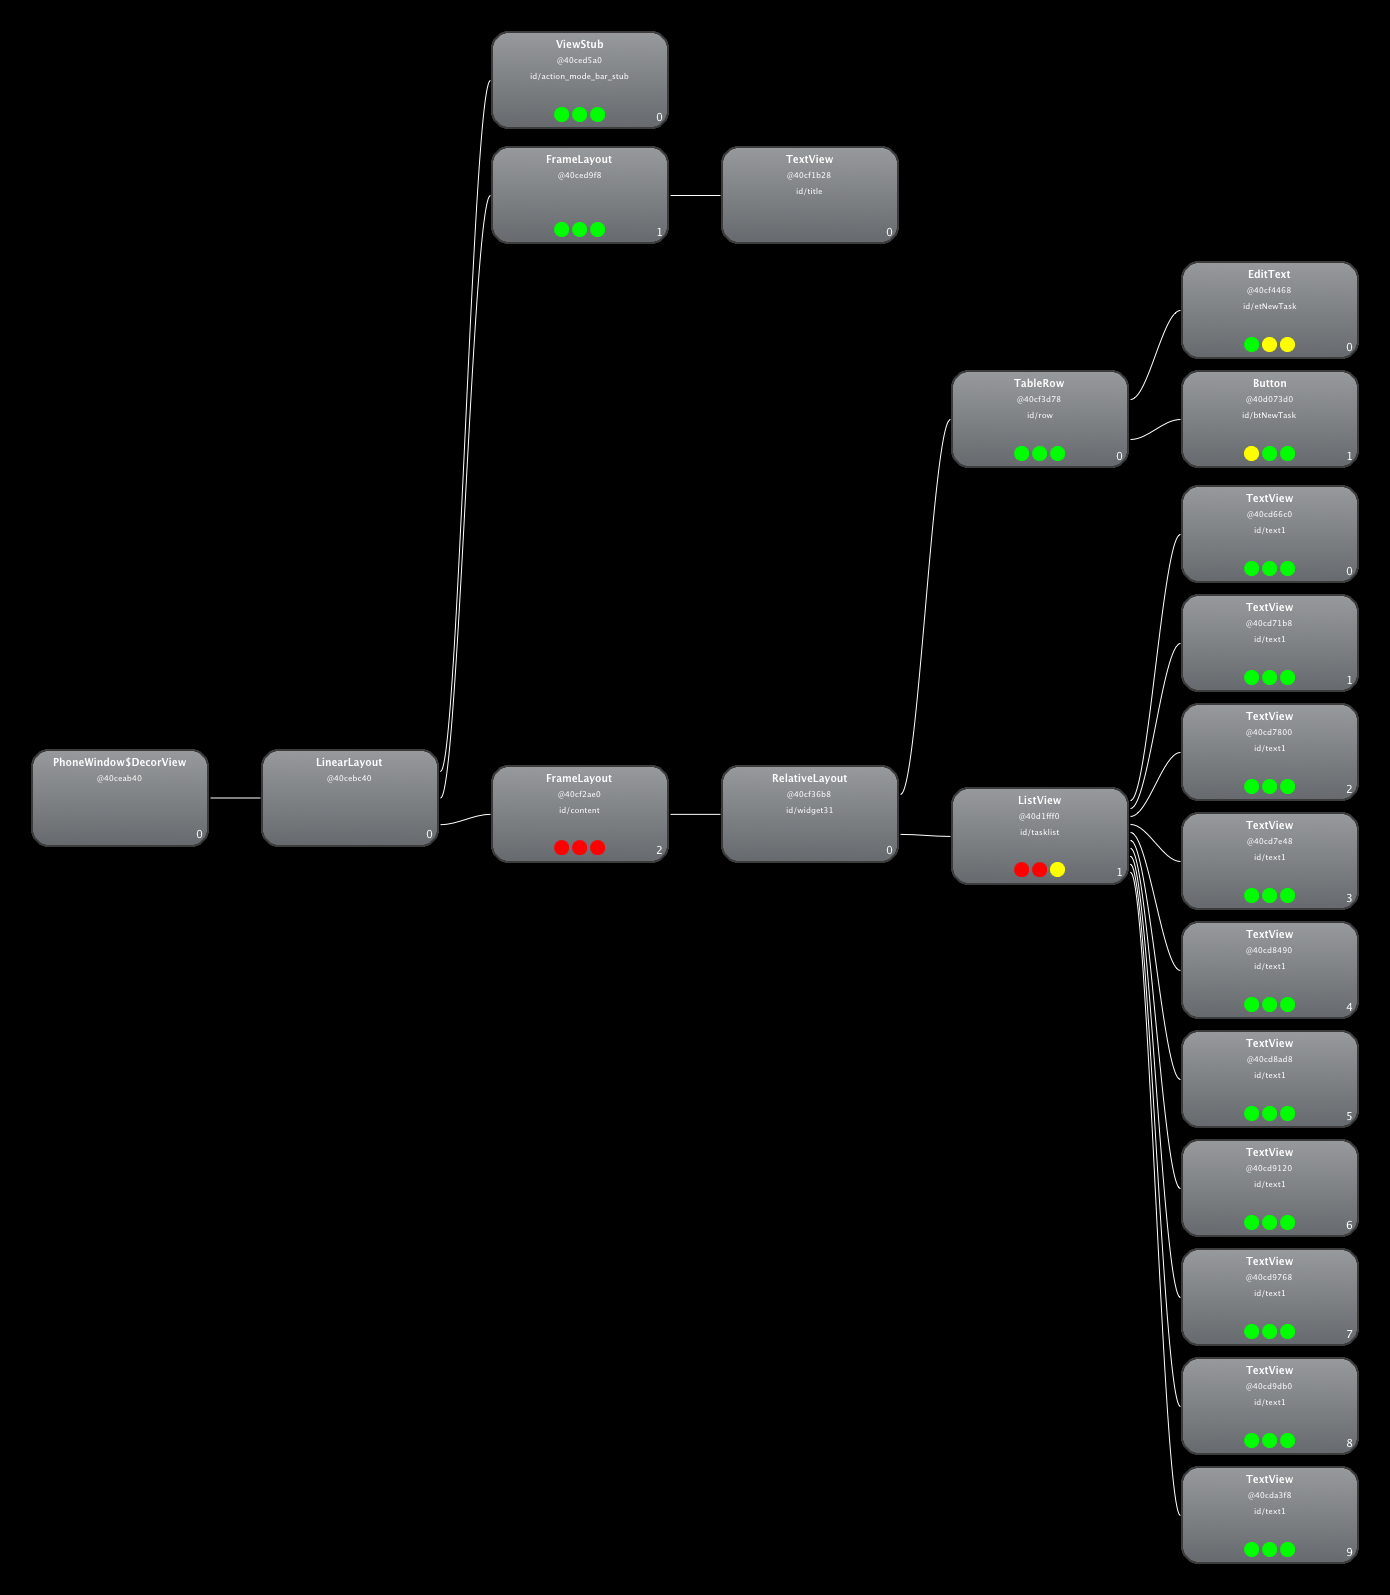 ViewStub
@40ced5a0
id/action_mode_bar_stub
0
FrameLayout
@40ced9f8
1
TextView
@40cf1b28
id/title
0
EditText
@40cf4468
id/etNewTask
0
TableRow
@40cf3d78
id/row
0
Button
@40d073d0
id/btNewTask
1
TextView
@40cd66c0
id/text1
0
TextView
@40cd71b8
id/text1
1
TextView
@40cd7800
id/text1
2
PhoneWindow$DecorView
@40ceab40
0
LinearLayout
@40cebc40
0
FrameLayout
@40cf2ae0
id/content
2
RelativeLayout
@40cf36b8
id/widget31
0
ListView
@40d1fff0
id/tasklist
1
TextView
@40cd7e48
id/text1
3
TextView
@40cd8490
id/text1
4
TextView
@40cd8ad8
id/text1
5
TextView
@40cd9120
id/text1
6
TextView
@40cd9768
id/text1
7
TextView
@40cd9db0
id/text1
8
TextView
@40cda3f8
id/text1
9